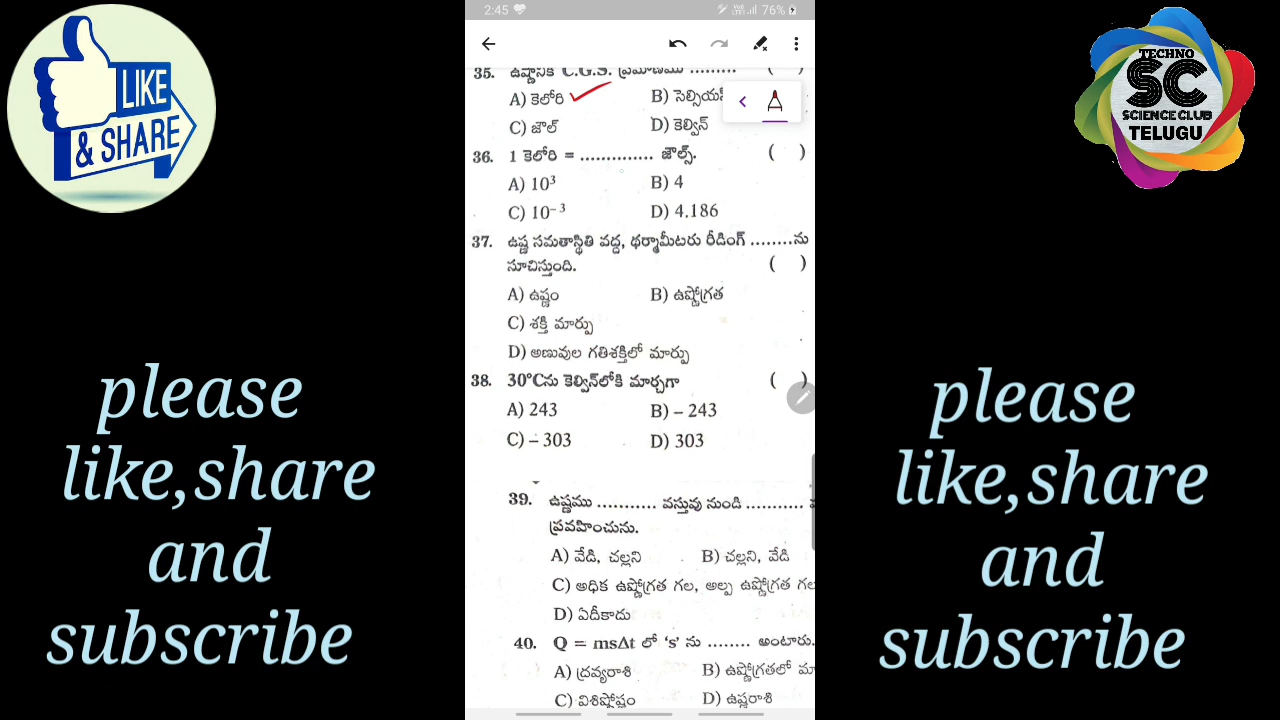 LIKE
& SHARE
please
like,share
and
subscribe
2:45
76%
35. ఉష్ణానికి C.G.S. ప్రమాణము ......... ( )
A) కెలోరి B) సెల్సియస్
C) జౌల్ D) కెల్విన్
36. 1 కెలోరి = .............. జౌల్స్. ( )
A) 10³ B) 4
C) 10⁻³ D) 4.186
37. ఉష్ణ సమతాస్థితి వద్ద, థర్మామీటరు రీడింగ్ ........ను
సూచిస్తుంది. ( )
A) ఉష్ణం B) ఉష్ణోగ్రత
C) శక్తి మార్పు
D) అణువుల గతిశక్తిలో మార్పు
38. 30°Cను కెల్విన్‌లోకి మార్చగా ( )
A) 243 B) – 243
C) – 303 D) 303
39. ఉష్ణము ........... వస్తువు నుండి ...........
ప్రవహించును.
A) వేడి, చల్లని B) చల్లని, వేడి
C) అధిక ఉష్ణోగ్రత గల, అల్ప ఉష్ణోగ్రత గల
D) ఏదీకాదు
40. Q = msΔt లో ‘s’ ను ........ అంటారు.
A) ద్రవ్యరాశి B) ఉష్ణోగ్రతలో
C) విశిష్టోష్ణం D) ఉష్ణరాశి
TECHNO
SC
SCIENCE CLUB
TELUGU
please
like,share
and
subscribe